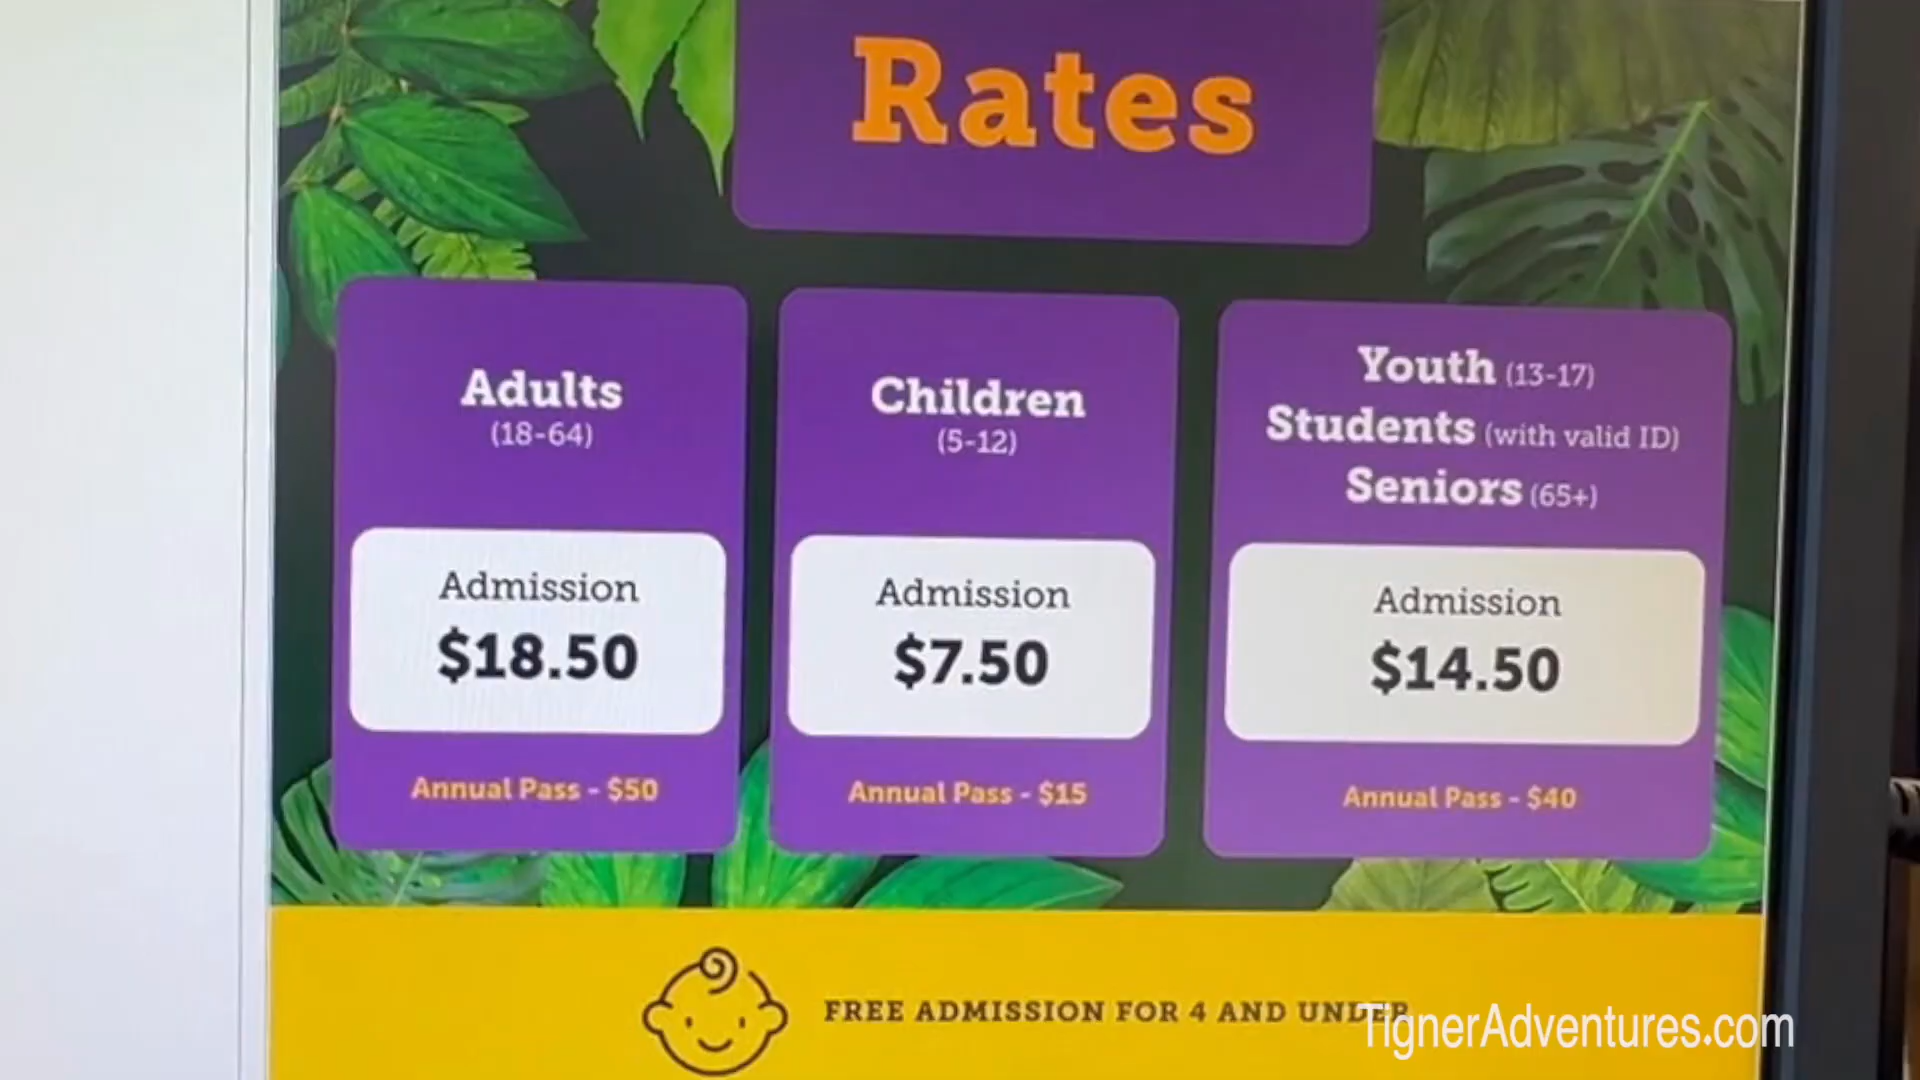 Rates
Adults
(18-64)
Admission
$18.50
Annual Pass - $50
Children
(5-12)
Admission
$7.50
Annual Pass - $15
Youth (13-17)
Students (with valid ID)
Seniors (65+)
Admission
$14.50
Annual Pass - $40
FREE ADMISSION FOR 4 AND UNDER
TignerAdventures.com